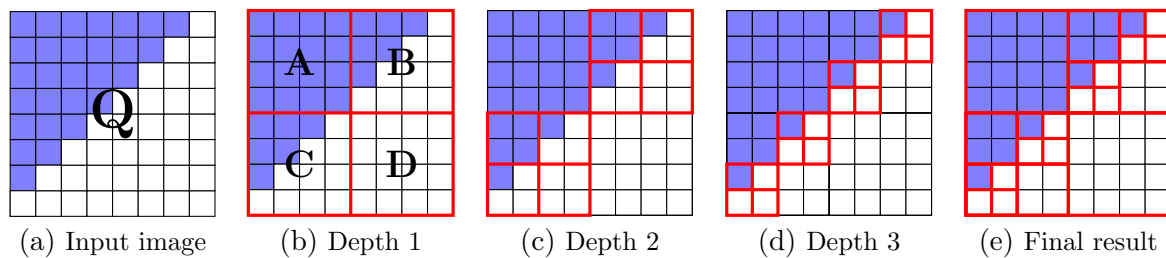 Q
A B
C D
(a) Input image
(b) Depth 1
(c) Depth 2
(d) Depth 3
(e) Final result